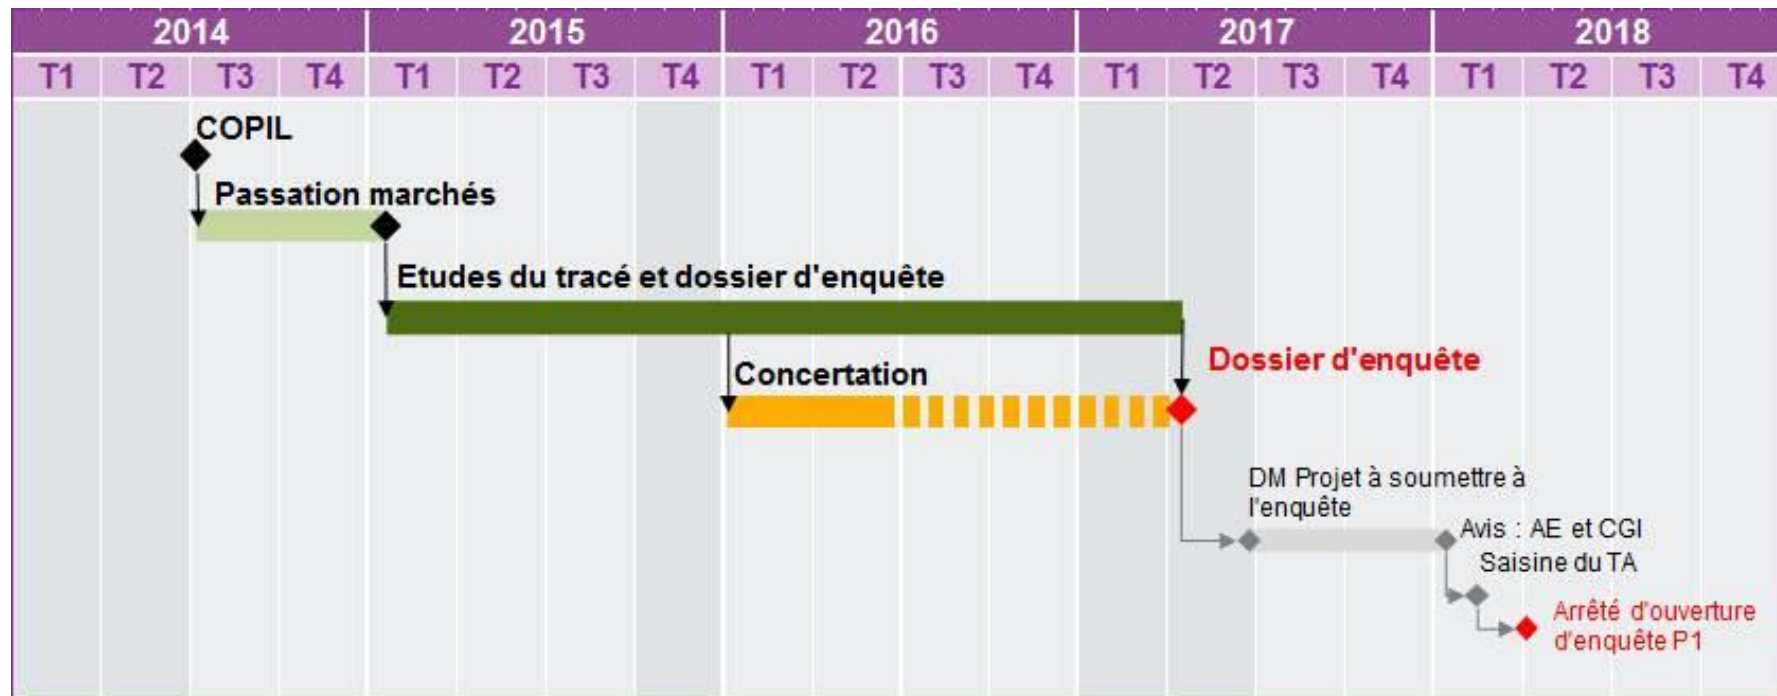 2014 2015 2016 2017 2018
T1 T2 T3 T4 T1 T2 T3 T4 T1 T2 T3 T4 T1 T2 T3 T4 T1 T2 T3 T4
COPIL
Passation marchés
Etudes du tracé et dossier d'enquête
Dossier d'enquête
Concertation
DM Projet à soumettre à
l'enquête
Avis : AE et CGI
Saisine du TA
Arrêté d'ouverture
d'enquête P1